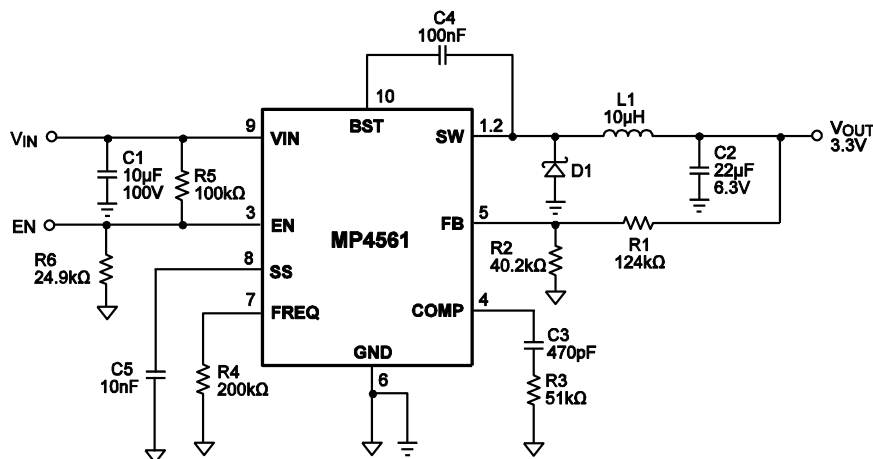 C4
100nF
10
BST
VIN
9
VIN
C1
10µF
100V
R5
100kΩ
SW
1.2
L1
10µH
VOUT
3.3V
D1
C2
22µF
6.3V
EN
3
EN
MP4561
FB
5
R1
124kΩ
R2
40.2kΩ
R6
24.9kΩ
8
SS
7
FREQ
COMP
4
C3
470pF
R3
51kΩ
GND
6
C5
10nF
R4
200kΩ